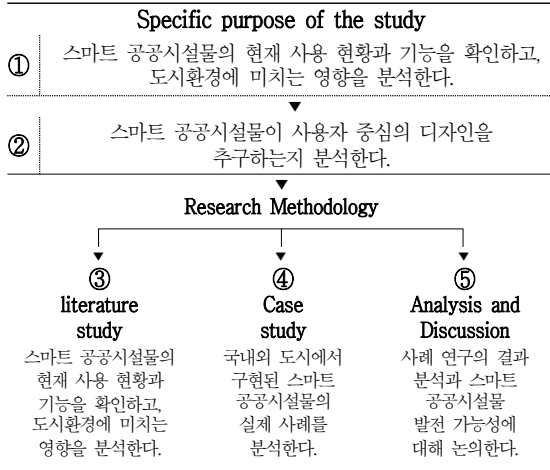 Specific purpose of the study
①
스마트 공공시설물의 현재 사용 현황과 기능을 확인하고,
도시환경에 미치는 영향을 분석한다.
②
스마트 공공시설물이 사용자 중심의 디자인을
추구하는지 분석한다.
Research Methodology
③
literature
study
스마트 공공시설물의
현재 사용 현황과
기능을 확인하고,
도시환경에 미치는
영향을 분석한다.
④
Case
study
국내외 도시에서
구현된 스마트
공공시설물의
실제 사례를
분석한다.
⑤
Analysis and
Discussion
사례 연구의 결과
분석과 스마트
공공시설물
발전 가능성에
대해 논의한다.